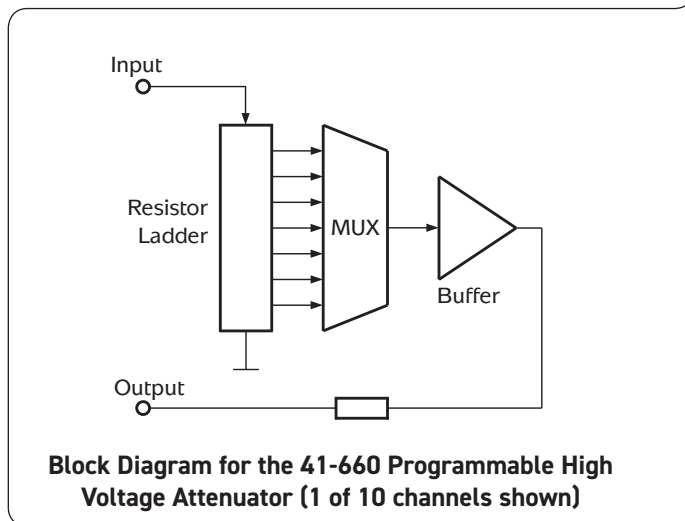 Input
Resistor
Ladder
MUX
Buffer
Output
Block Diagram for the 41-660 Programmable High
Voltage Attenuator (1 of 10 channels shown)